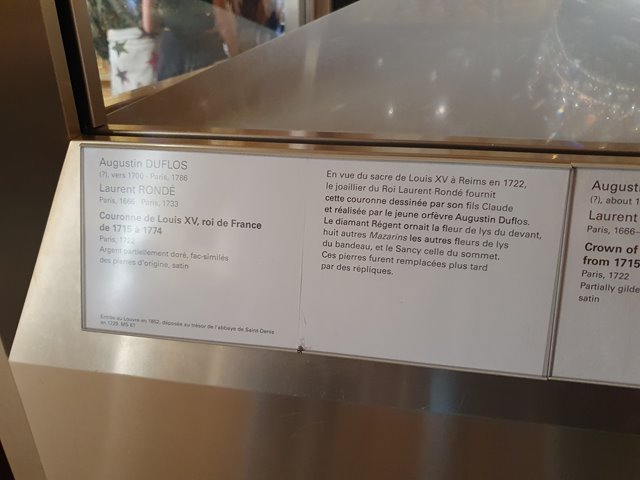 Augustin DUFLOS
(?), vers 1700 - Paris, 1786
Laurent RONDÉ
Paris, 1666 - Paris, 1733
Couronne de Louis XV, roi de France
de 1715 à 1774
Paris, 1722
Argent partiellement doré, fac-similés
des pierres d'origine, satin
Entrée au Louvre en 1852, déposée au trésor de l'abbaye de Saint-Denis
en 1729. MS 61
En vue du sacre de Louis XV à Reims en 1722,
le joaillier du Roi Laurent Rondé fournit
cette couronne dessinée par son fils Claude
et réalisée par le jeune orfèvre Augustin Duflos.
Le diamant Régent ornait la fleur de lys du devant,
huit autres Mazarins les autres fleurs de lys
du bandeau, et le Sancy celle du sommet.
Ces pierres furent remplacées plus tard
par des répliques.
August
(?), about 1
Laurent
Paris, 1666–
Crown of
from 1715
Paris, 1722
Partially gilde
satin